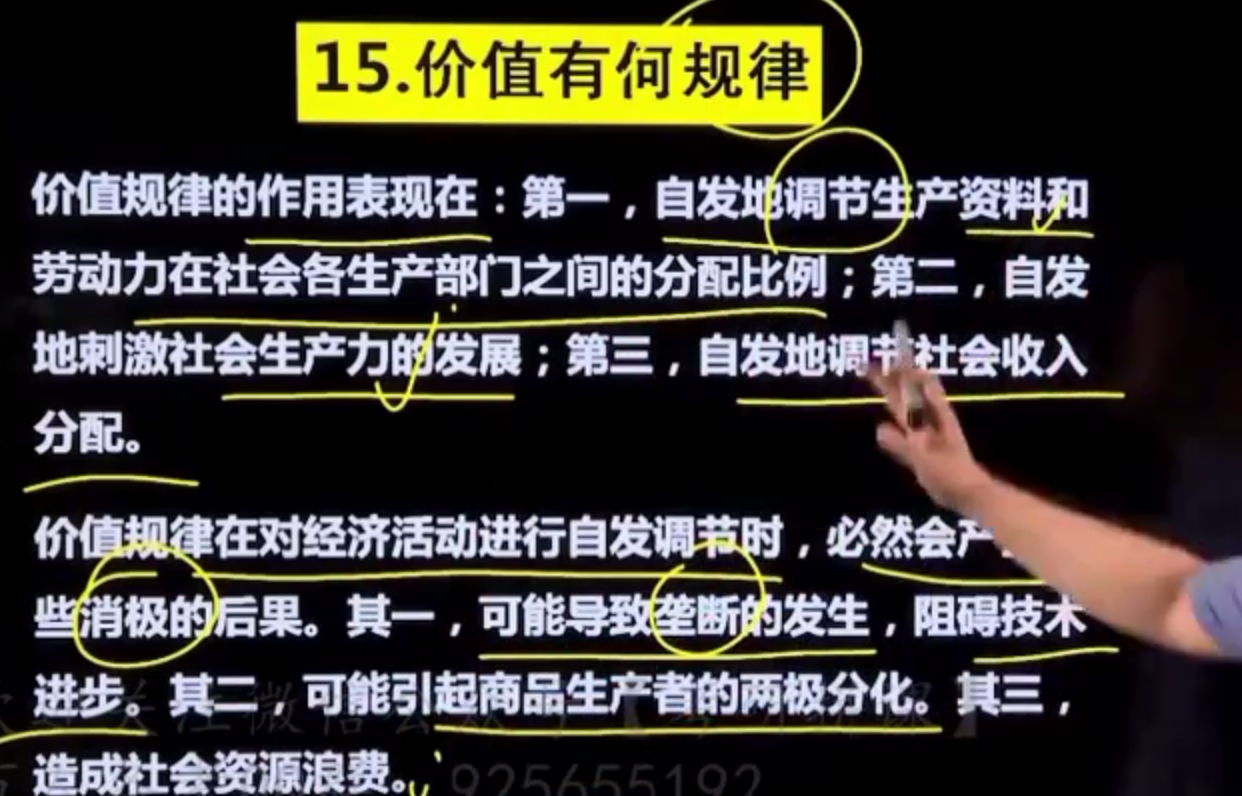 15.价值有何规律
价值规律的作用表现在：第一，自发地调节生产资料和
劳动力在社会各生产部门之间的分配比例；第二，自发
地刺激社会生产力的发展；第三，自发地调节社会收入
分配。
价值规律在对经济活动进行自发调节时，必然会产
些消极的后果。其一，可能导致垄断的发生，阻碍技术
进步。其二，可能引起商品生产者的两极分化。其三，
造成社会资源浪费。
925655192